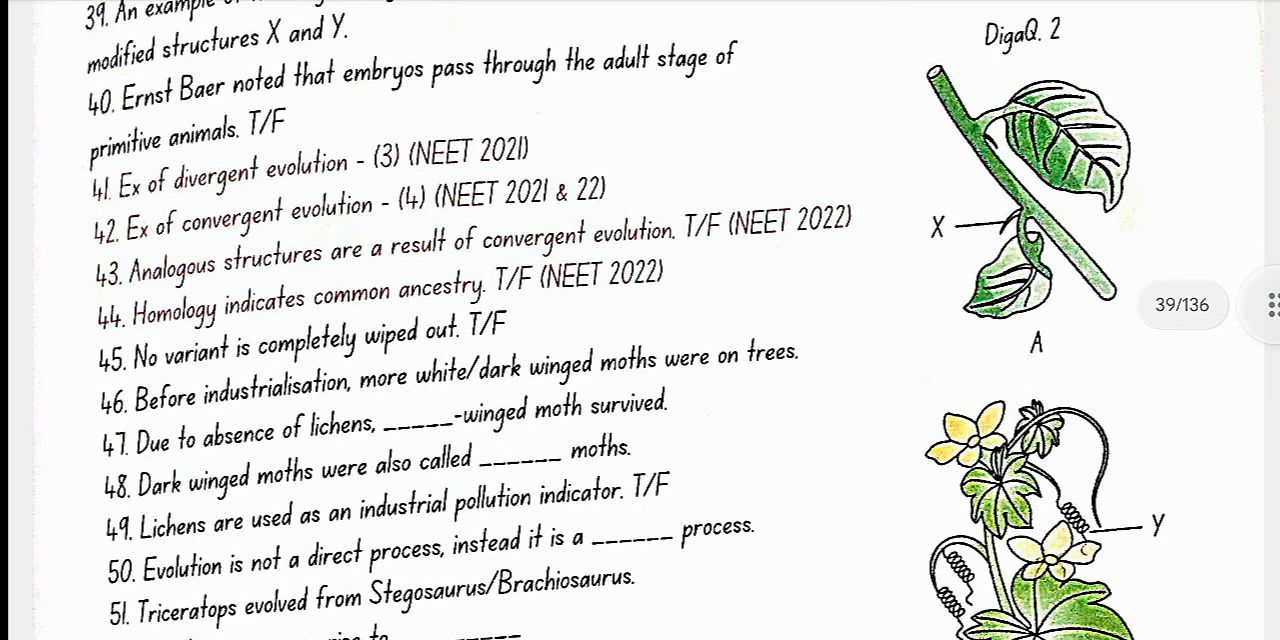 39. An example
modified structures X and Y.
40. Ernst Baer noted that embryos pass through the adult stage of
primitive animals. T/F
41. Ex of divergent evolution - (3) (NEET 2021)
42. Ex of convergent evolution - (4) (NEET 2021 & 22)
43. Analogous structures are a result of convergent evolution. T/F (NEET 2022)
44. Homology indicates common ancestry. T/F (NEET 2022)
45. No variant is completely wiped out. T/F
46. Before industrialisation, more white/dark winged moths were on trees.
47. Due to absence of lichens, _____-winged moth survived.
48. Dark winged moths were also called ______ moths.
49. Lichens are used as an industrial pollution indicator. T/F
50. Evolution is not a direct process, instead it is a ______ process.
51. Triceratops evolved from Stegosaurus/Brachiosaurus.
DigaQ. 2
X
A
39/136
Y